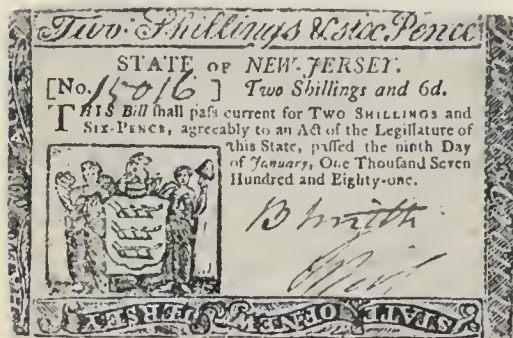 Two Shillings & six Pence
STATE OF NEW-JERSEY.
[No. 15016 ] Two Shillings and 6d.
THIS Bill ſhall paſs current for TWO SHILLINGS and
SIX-PENCE, agreeably to an Act of the Legiſlature of
this State, paſſed the ninth Day
of January, One Thouſand Seven
Hundred and Eighty-one.
B Smith
STATE OF NEW JERSEY